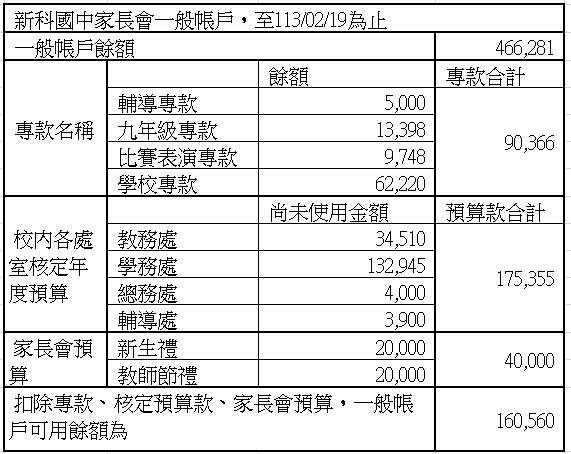 新科國中家長會一般帳戶，至113/02/19為止
一般帳戶餘額 466,281
餘額 專款合計
專款名稱
輔導專款 5,000
九年級專款 13,398
比賽表演專款 9,748
學校專款 62,220
90,366
尚未使用金額 預算款合計
校内各處
室核定年
度預算
教務處 34,510
學務處 132,945
總務處 4,000
輔導處 3,900
175,355
家長會預
算
新生禮 20,000
教師節禮 20,000
40,000
扣除專款、核定預算款、家長會預算，一般帳
戶可用餘額為
160,560